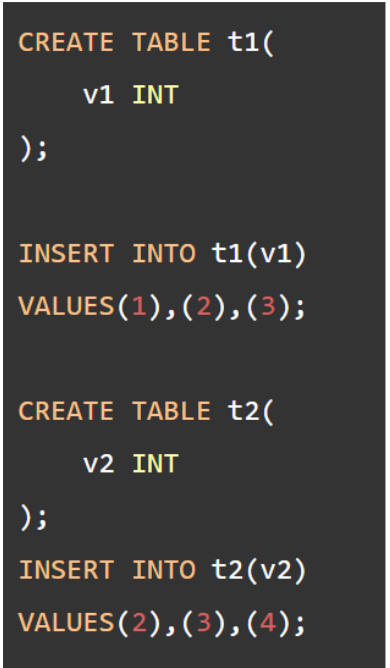 CREATE TABLE t1(
    v1 INT
);

INSERT INTO t1(v1)
VALUES(1),(2),(3);

CREATE TABLE t2(
    v2 INT
);
INSERT INTO t2(v2)
VALUES(2),(3),(4);